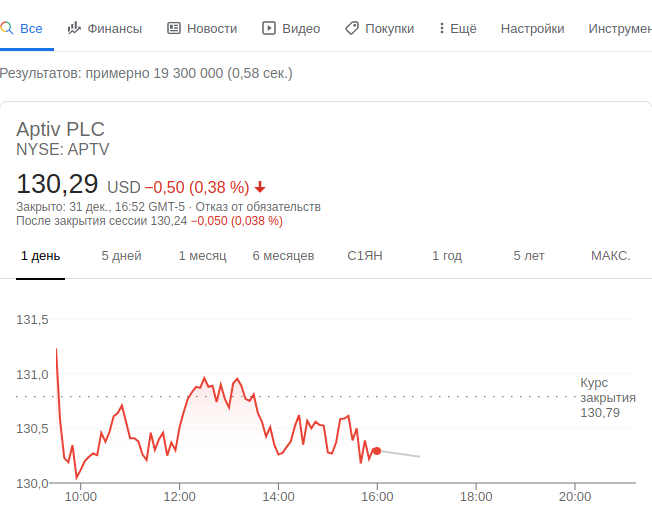 Все Финансы Новости Видео Покупки Ещё Настройки Инструмен
Результатов: примерно 19 300 000 (0,58 сек.)
Aptiv PLC
NYSE: APTV
130,29 USD −0,50 (0,38 %)
Закрыто: 31 дек., 16:52 GMT-5 · Отказ от обязательств
После закрытия сессии 130,24 −0,050 (0,038 %)
1 день 5 дней 1 месяц 6 месяцев С1ЯН 1 год 5 лет МАКС.
131,5
131,0
Курс
закрытия
130,79
130,5
130,0
10:00 12:00 14:00 16:00 18:00 20:00